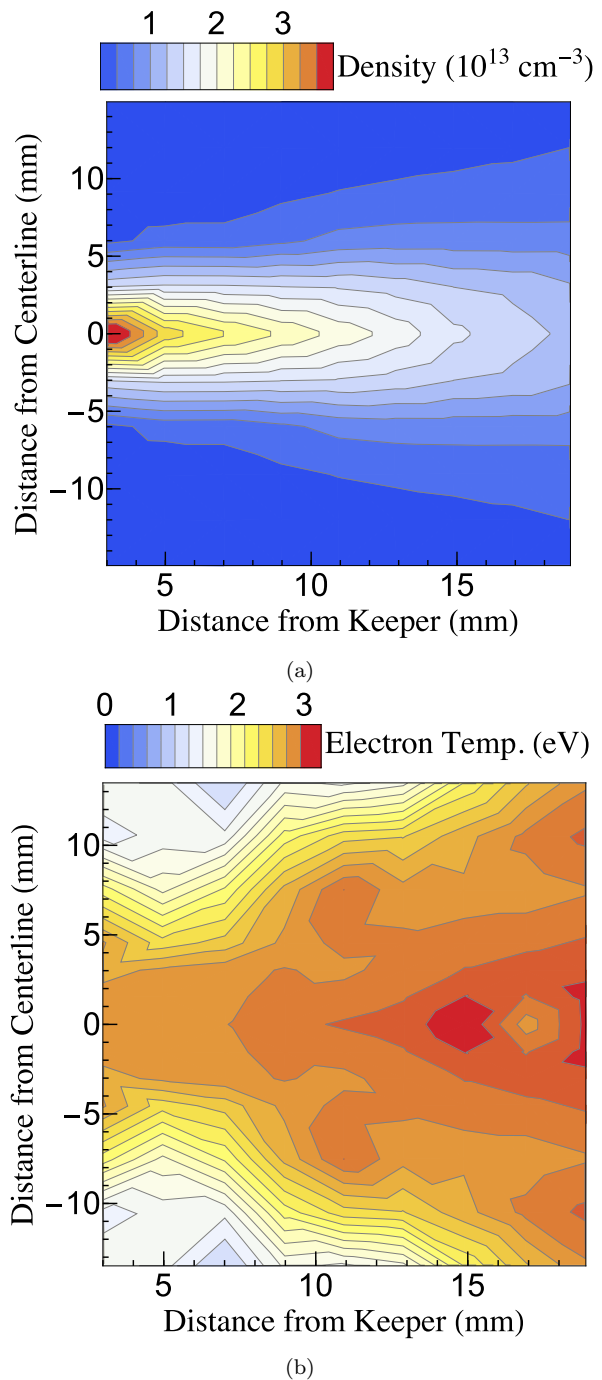 1 2 3
Density (10¹³ cm⁻³)
10
5
0
−5
−10
Distance from Centerline (mm)
5 10 15
Distance from Keeper (mm)
(a)
0 1 2 3
Electron Temp. (eV)
10
5
0
−5
−10
Distance from Centerline (mm)
5 10 15
Distance from Keeper (mm)
(b)